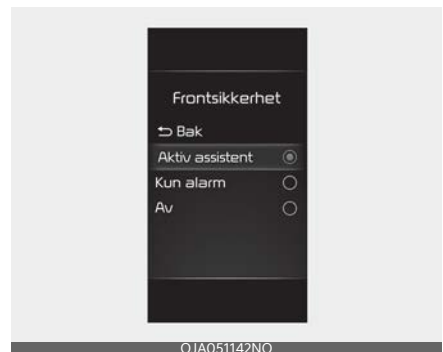 Frontsikkerhet
⮌ Bak
Aktiv assistent
Kun alarm
Av
OJA051142NO